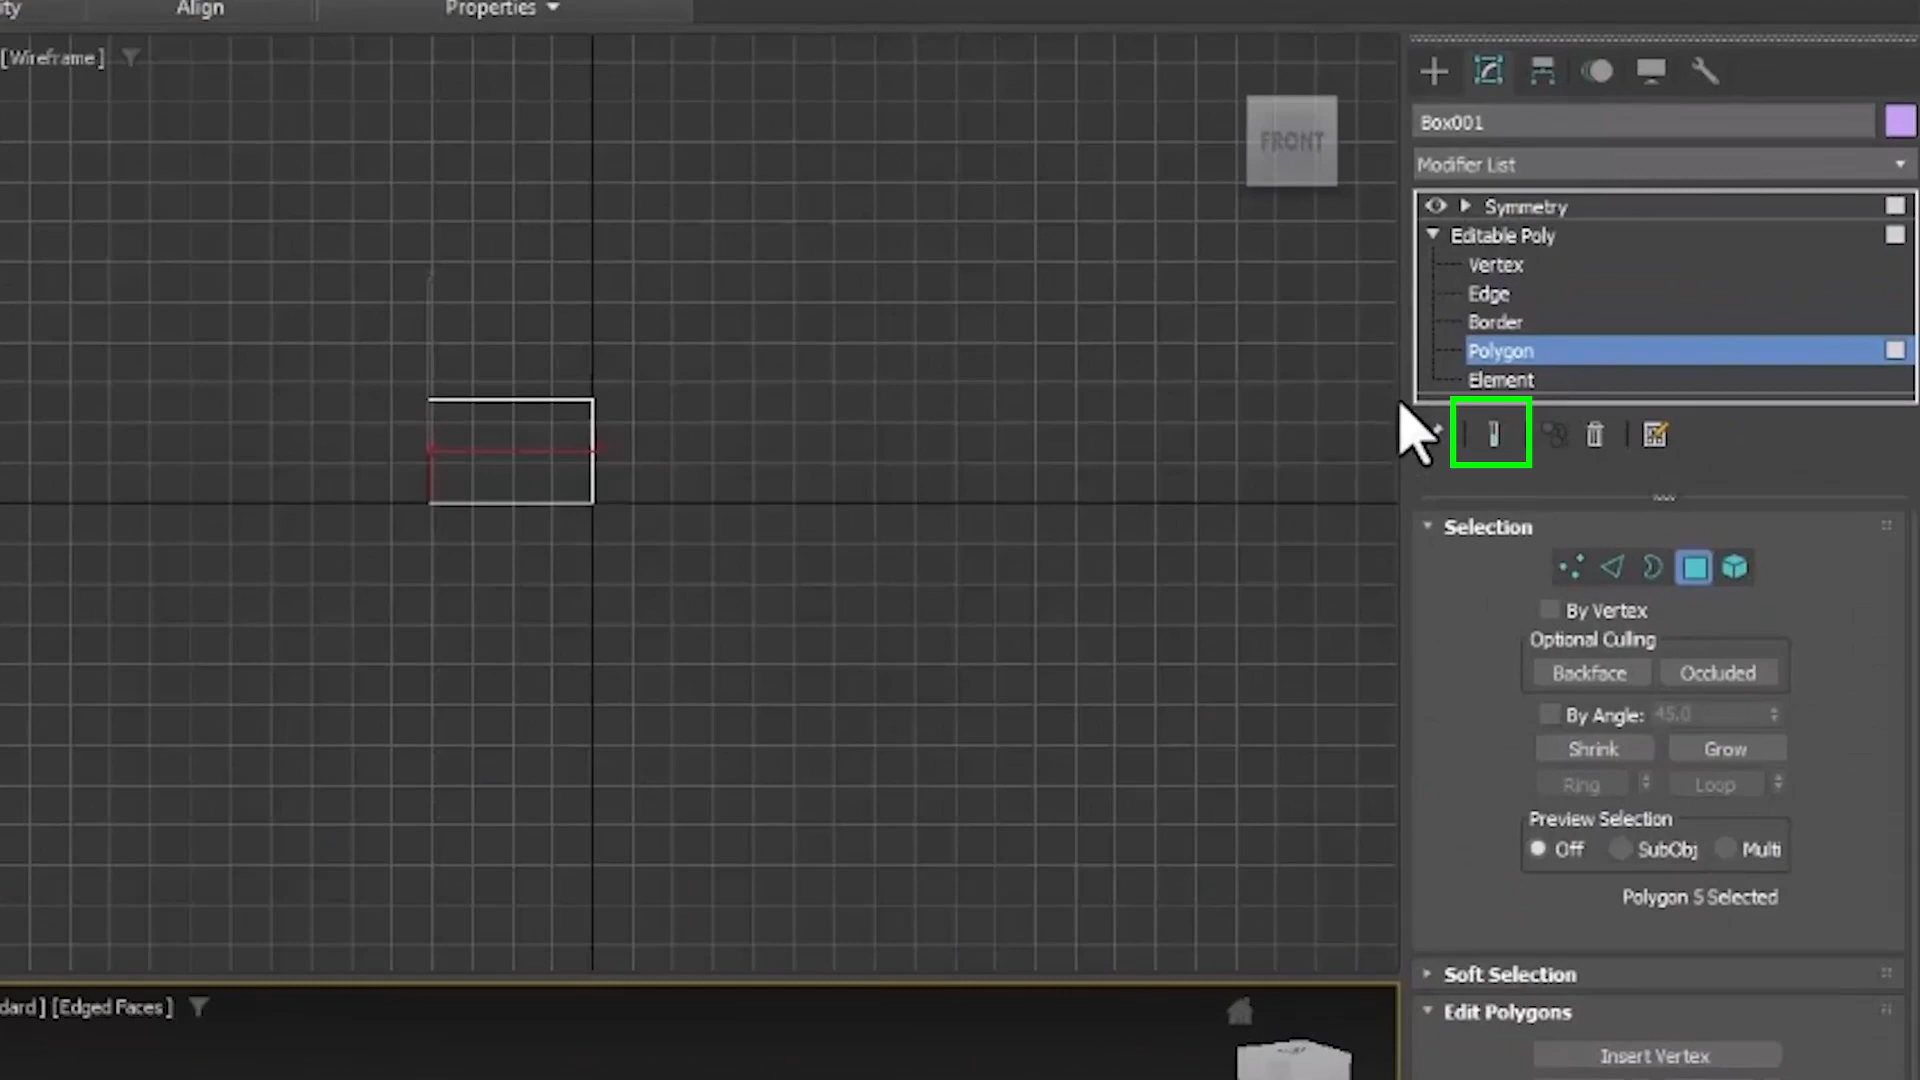 ity
Align
Properties
[Wireframe]
FRONT
Box001
Modifier List
Symmetry
Editable Poly
Vertex
Edge
Border
Polygon
Element
Selection
By Vertex
Optional Culling
Backface
Occluded
By Angle: 45.0
Shrink
Grow
Ring
Loop
Preview Selection
Off
SubObj
Multi
Polygon 5 Selected
Soft Selection
dard] [Edged Faces]
Edit Polygons
Insert Vertex